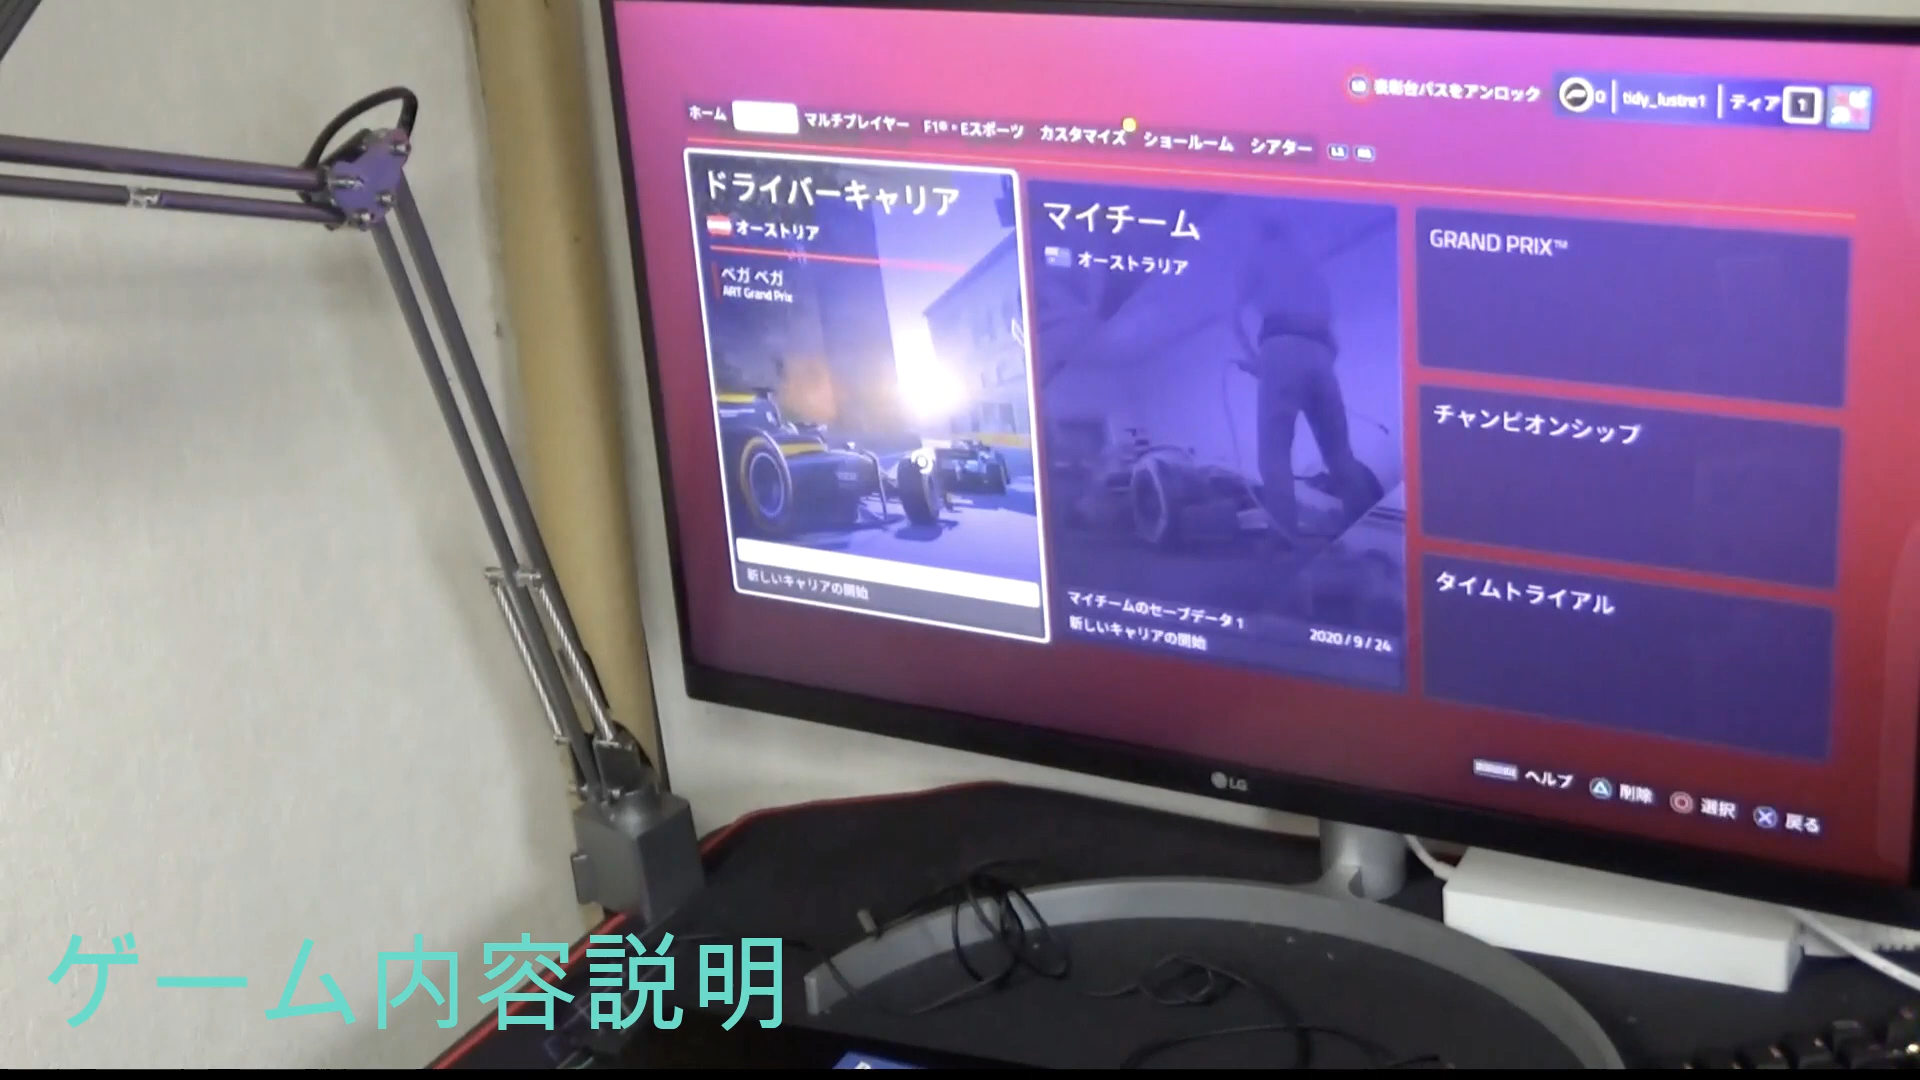 表彰台パスをアンロック
0 tidy_lustre1 ティア 1
ホーム マルチプレイヤー F1®・Eスポーツ カスタマイズ ショールーム シアター
ドライバーキャリア
オーストリア
ベガ ベガ
ART Grand Prix
新しいキャリアの開始
マイチーム
オーストラリア
マイチームのセーブデータ 1
新しいキャリアの開始
2020/9/24
GRAND PRIX™
チャンピオンシップ
タイムトライアル
ヘルプ 削除 選択 戻る
LG
ゲーム内容説明